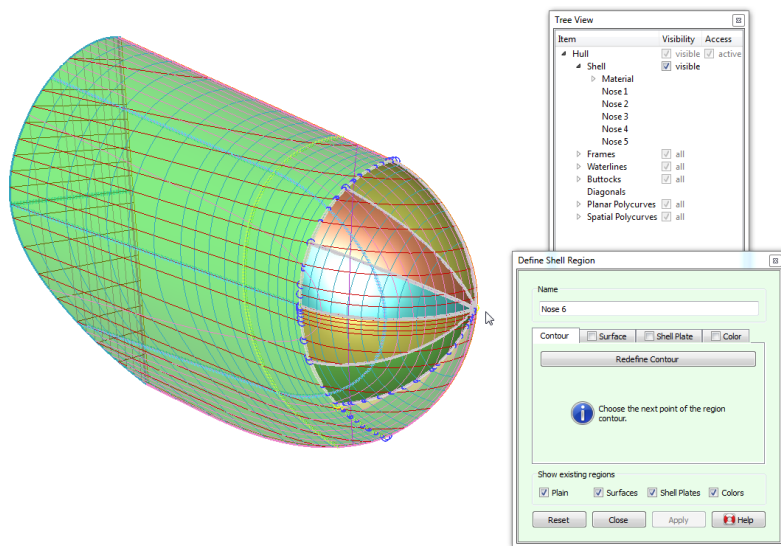 Tree View
Item Visibility Access
Hull visible active
Shell visible
Material
Nose 1
Nose 2
Nose 3
Nose 4
Nose 5
Frames all
Waterlines all
Buttocks all
Diagonals
Planar Polycurves all
Spatial Polycurves all
Define Shell Region
Name
Nose 6
Contour Surface Shell Plate Color
Redefine Contour
Choose the next point of the region
contour.
Show existing regions
Plain Surfaces Shell Plates Colors
Reset Close Apply Help